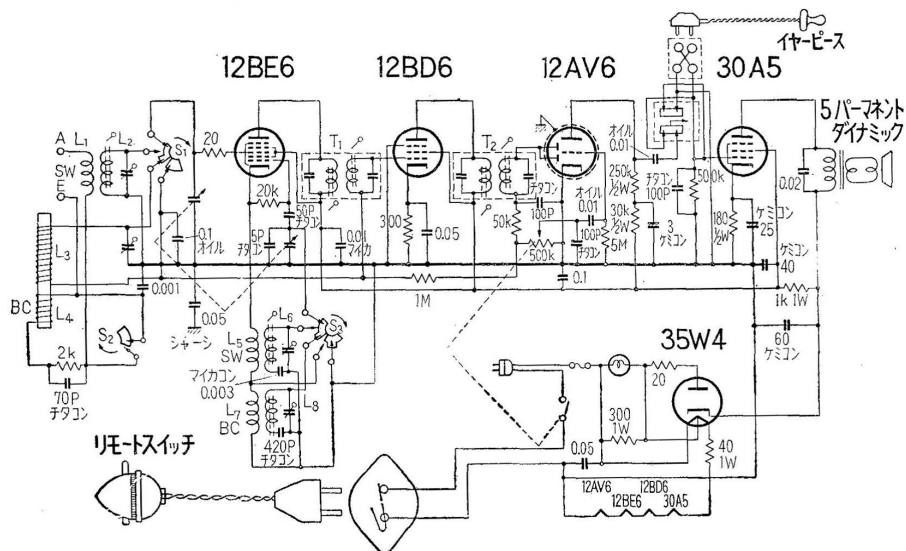 イヤーピース
12BE6
12BD6
12AV6
30A5
5パーマネント
ダイナミック
A
L1
L2
S1
SW
E
20
T1
T2
オイル
0.01
250k
½W
チタコン
100P
500k
0.02
20k
50P
チタコン
300
0.05
50k
チタコン
100P
オイル
0.01
30k
½W
3
ケミコン
180
½W
ケミコン
25
L3
0.1
オイル
5P
チタコン
0.01
マイカ
500k
100P
チタコン
5M
ケミコン
40
0.001
1M
0.1
1k 1W
BC
L4
0.05
シャーシ
S2
L5
SW
L6
S3
60
ケミコン
35W4
2k
70P
チタコン
マイカコン
0.003
L7
BC
L8
420P
チタコン
20
300
1W
40
1W
0.05
リモートスイッチ
12AV6
12BD6
12BE6
30A5